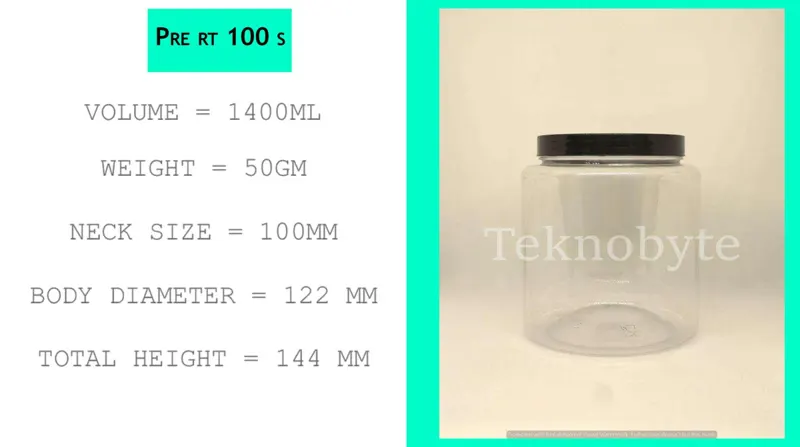 PRE RT 100 S
VOLUME = 1400ML
WEIGHT = 50GM
NECK SIZE = 100MM
BODY DIAMETER = 122 MM
TOTAL HEIGHT = 144 MM
Teknobyte